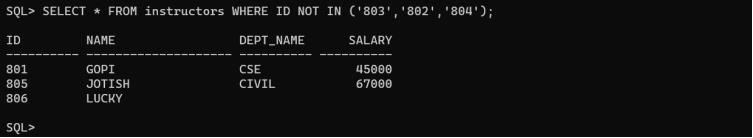 SQL> SELECT * FROM instructors WHERE ID NOT IN ('803','802','804');
ID         NAME                 DEPT_NAME      SALARY
---------- -------------------- ---------- ----------
801        GOPI                 CSE             45000
805        JOTISH               CIVIL           67000
806        LUCKY
SQL>